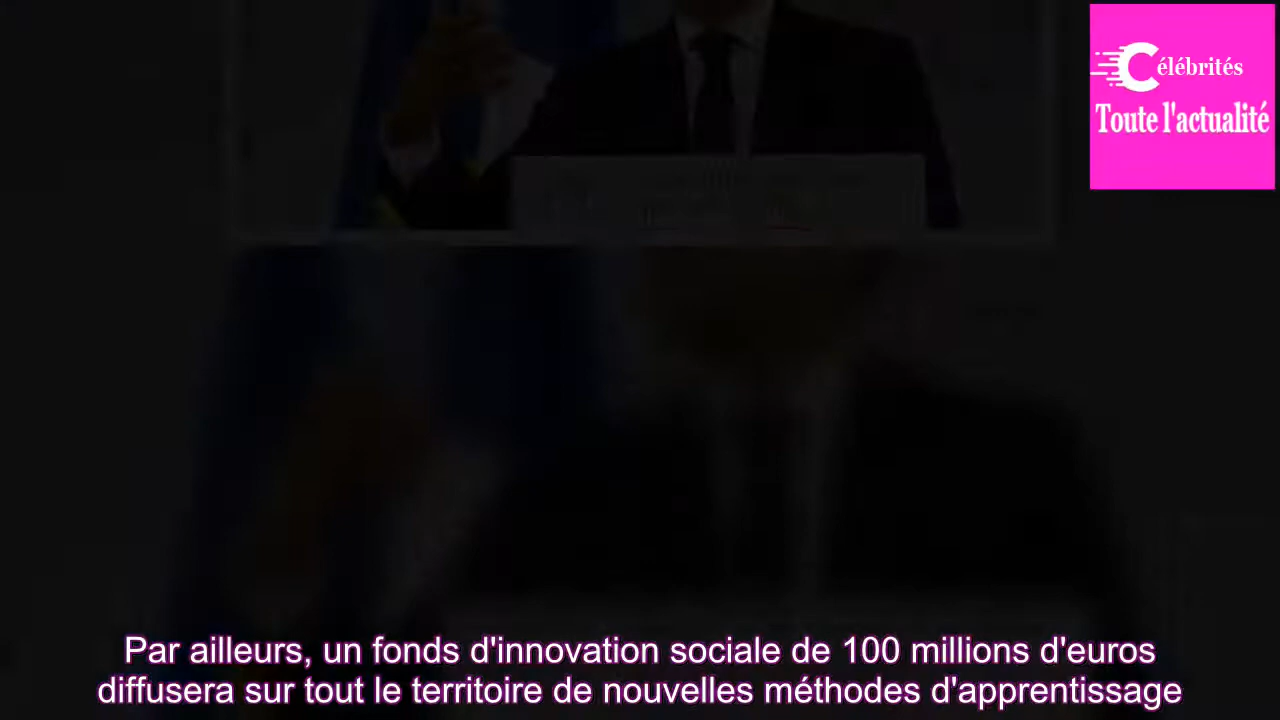 Célébrités
Toute l'actualité
Par ailleurs, un fonds d'innovation sociale de 100 millions d'euros
diffusera sur tout le territoire de nouvelles méthodes d'apprentissage